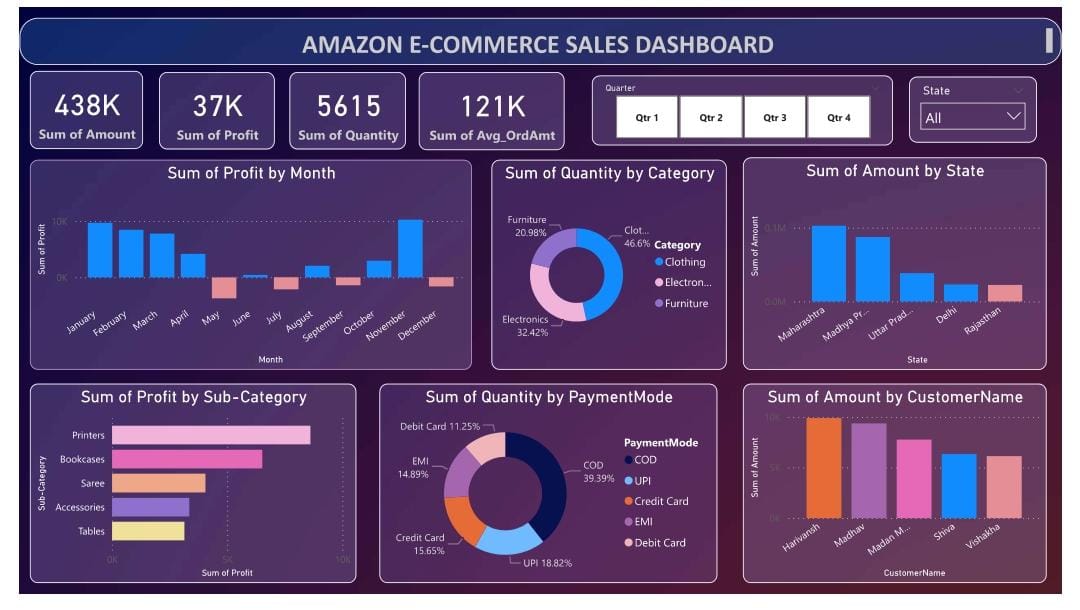 AMAZON E-COMMERCE SALES DASHBOARD
438K
Sum of Amount
37K
Sum of Profit
5615
Sum of Quantity
121K
Sum of Avg_OrdAmt
Quarter
Qtr 1
Qtr 2
Qtr 3
Qtr 4
State
All
Sum of Profit by Month
Sum of Profit
10K
0K
January
February
March
April
May
June
July
August
September
October
November
December
Month
Sum of Quantity by Category
Furniture
20.98%
Clot...
46.6%
Electronics
32.42%
Category
Clothing
Electron...
Furniture
Sum of Amount by State
Sum of Amount
0.1M
0.0M
Maharashtra
Madhya Pr...
Uttar Prad...
Delhi
Rajasthan
State
Sum of Profit by Sub-Category
Sub-Category
Printers
Bookcases
Saree
Accessories
Tables
0K
5K
10K
Sum of Profit
Sum of Quantity by PaymentMode
Debit Card 11.25%
EMI
14.89%
Credit Card
15.65%
UPI 18.82%
COD
39.39%
PaymentMode
COD
UPI
Credit Card
EMI
Debit Card
Sum of Amount by CustomerName
Sum of Amount
10K
5K
0K
Harivansh
Madhav
Madan M...
Shiva
Vishakha
CustomerName